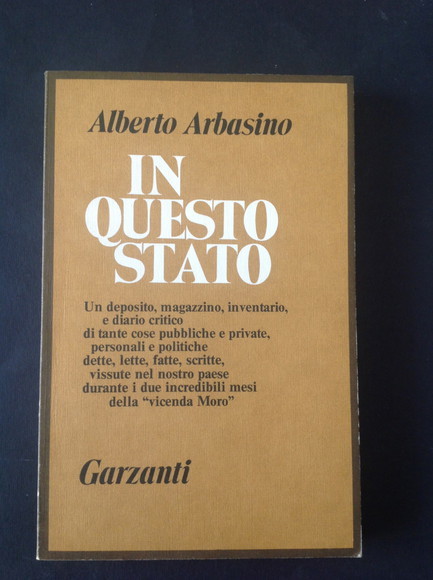 Alberto Arbasino
IN
QUESTO
STATO
Un deposito, magazzino, inventario,
e diario critico
di tante cose pubbliche e private,
personali e politiche
dette, lette, fatte, scritte,
vissute nel nostro paese
durante i due incredibili mesi
della “vicenda Moro”
Garzanti